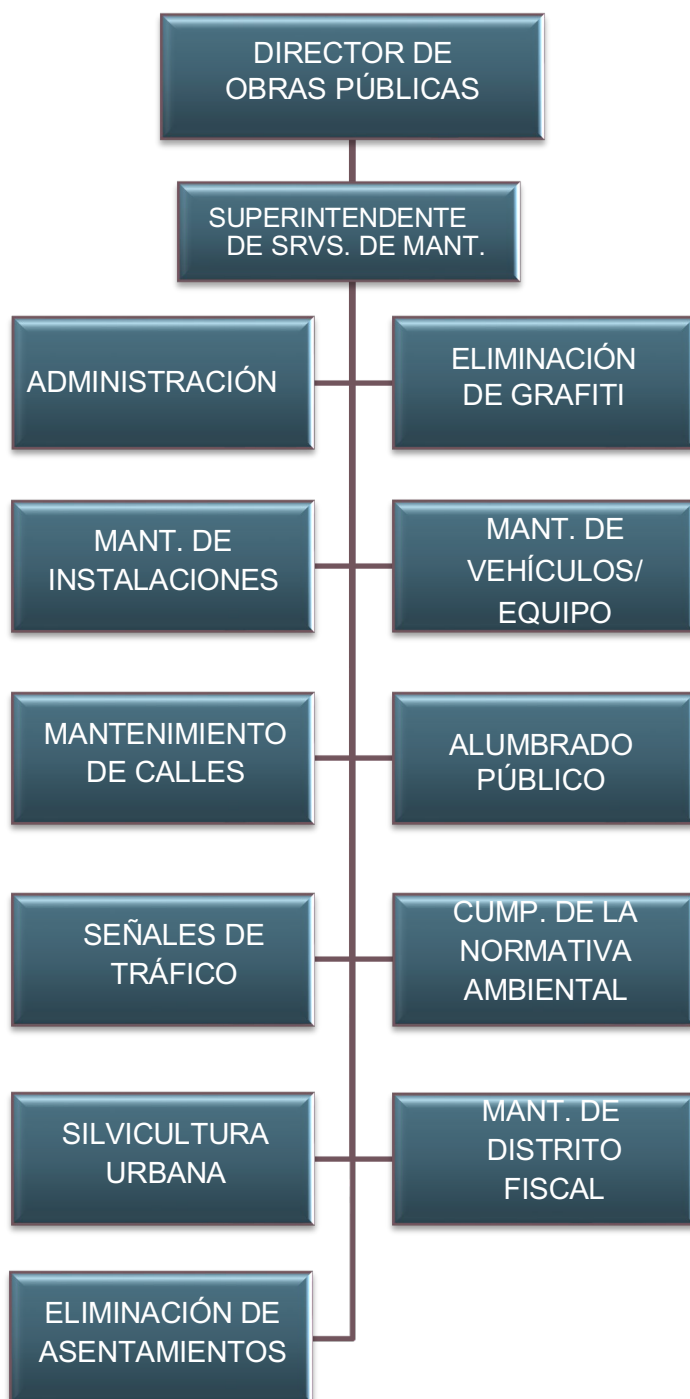 DIRECTOR DE
OBRAS PÚBLICAS
SUPERINTENDENTE
DE SRVS. DE MANT.
ADMINISTRACIÓN
ELIMINACIÓN
DE GRAFITI
MANT. DE
INSTALACIONES
MANT. DE
VEHÍCULOS/
EQUIPO
MANTENIMIENTO
DE CALLES
ALUMBRADO
PÚBLICO
SEÑALES DE
TRÁFICO
CUMP. DE LA
NORMATIVA
AMBIENTAL
SILVICULTURA
URBANA
MANT. DE
DISTRITO
FISCAL
ELIMINACIÓN DE
ASENTAMIENTOS